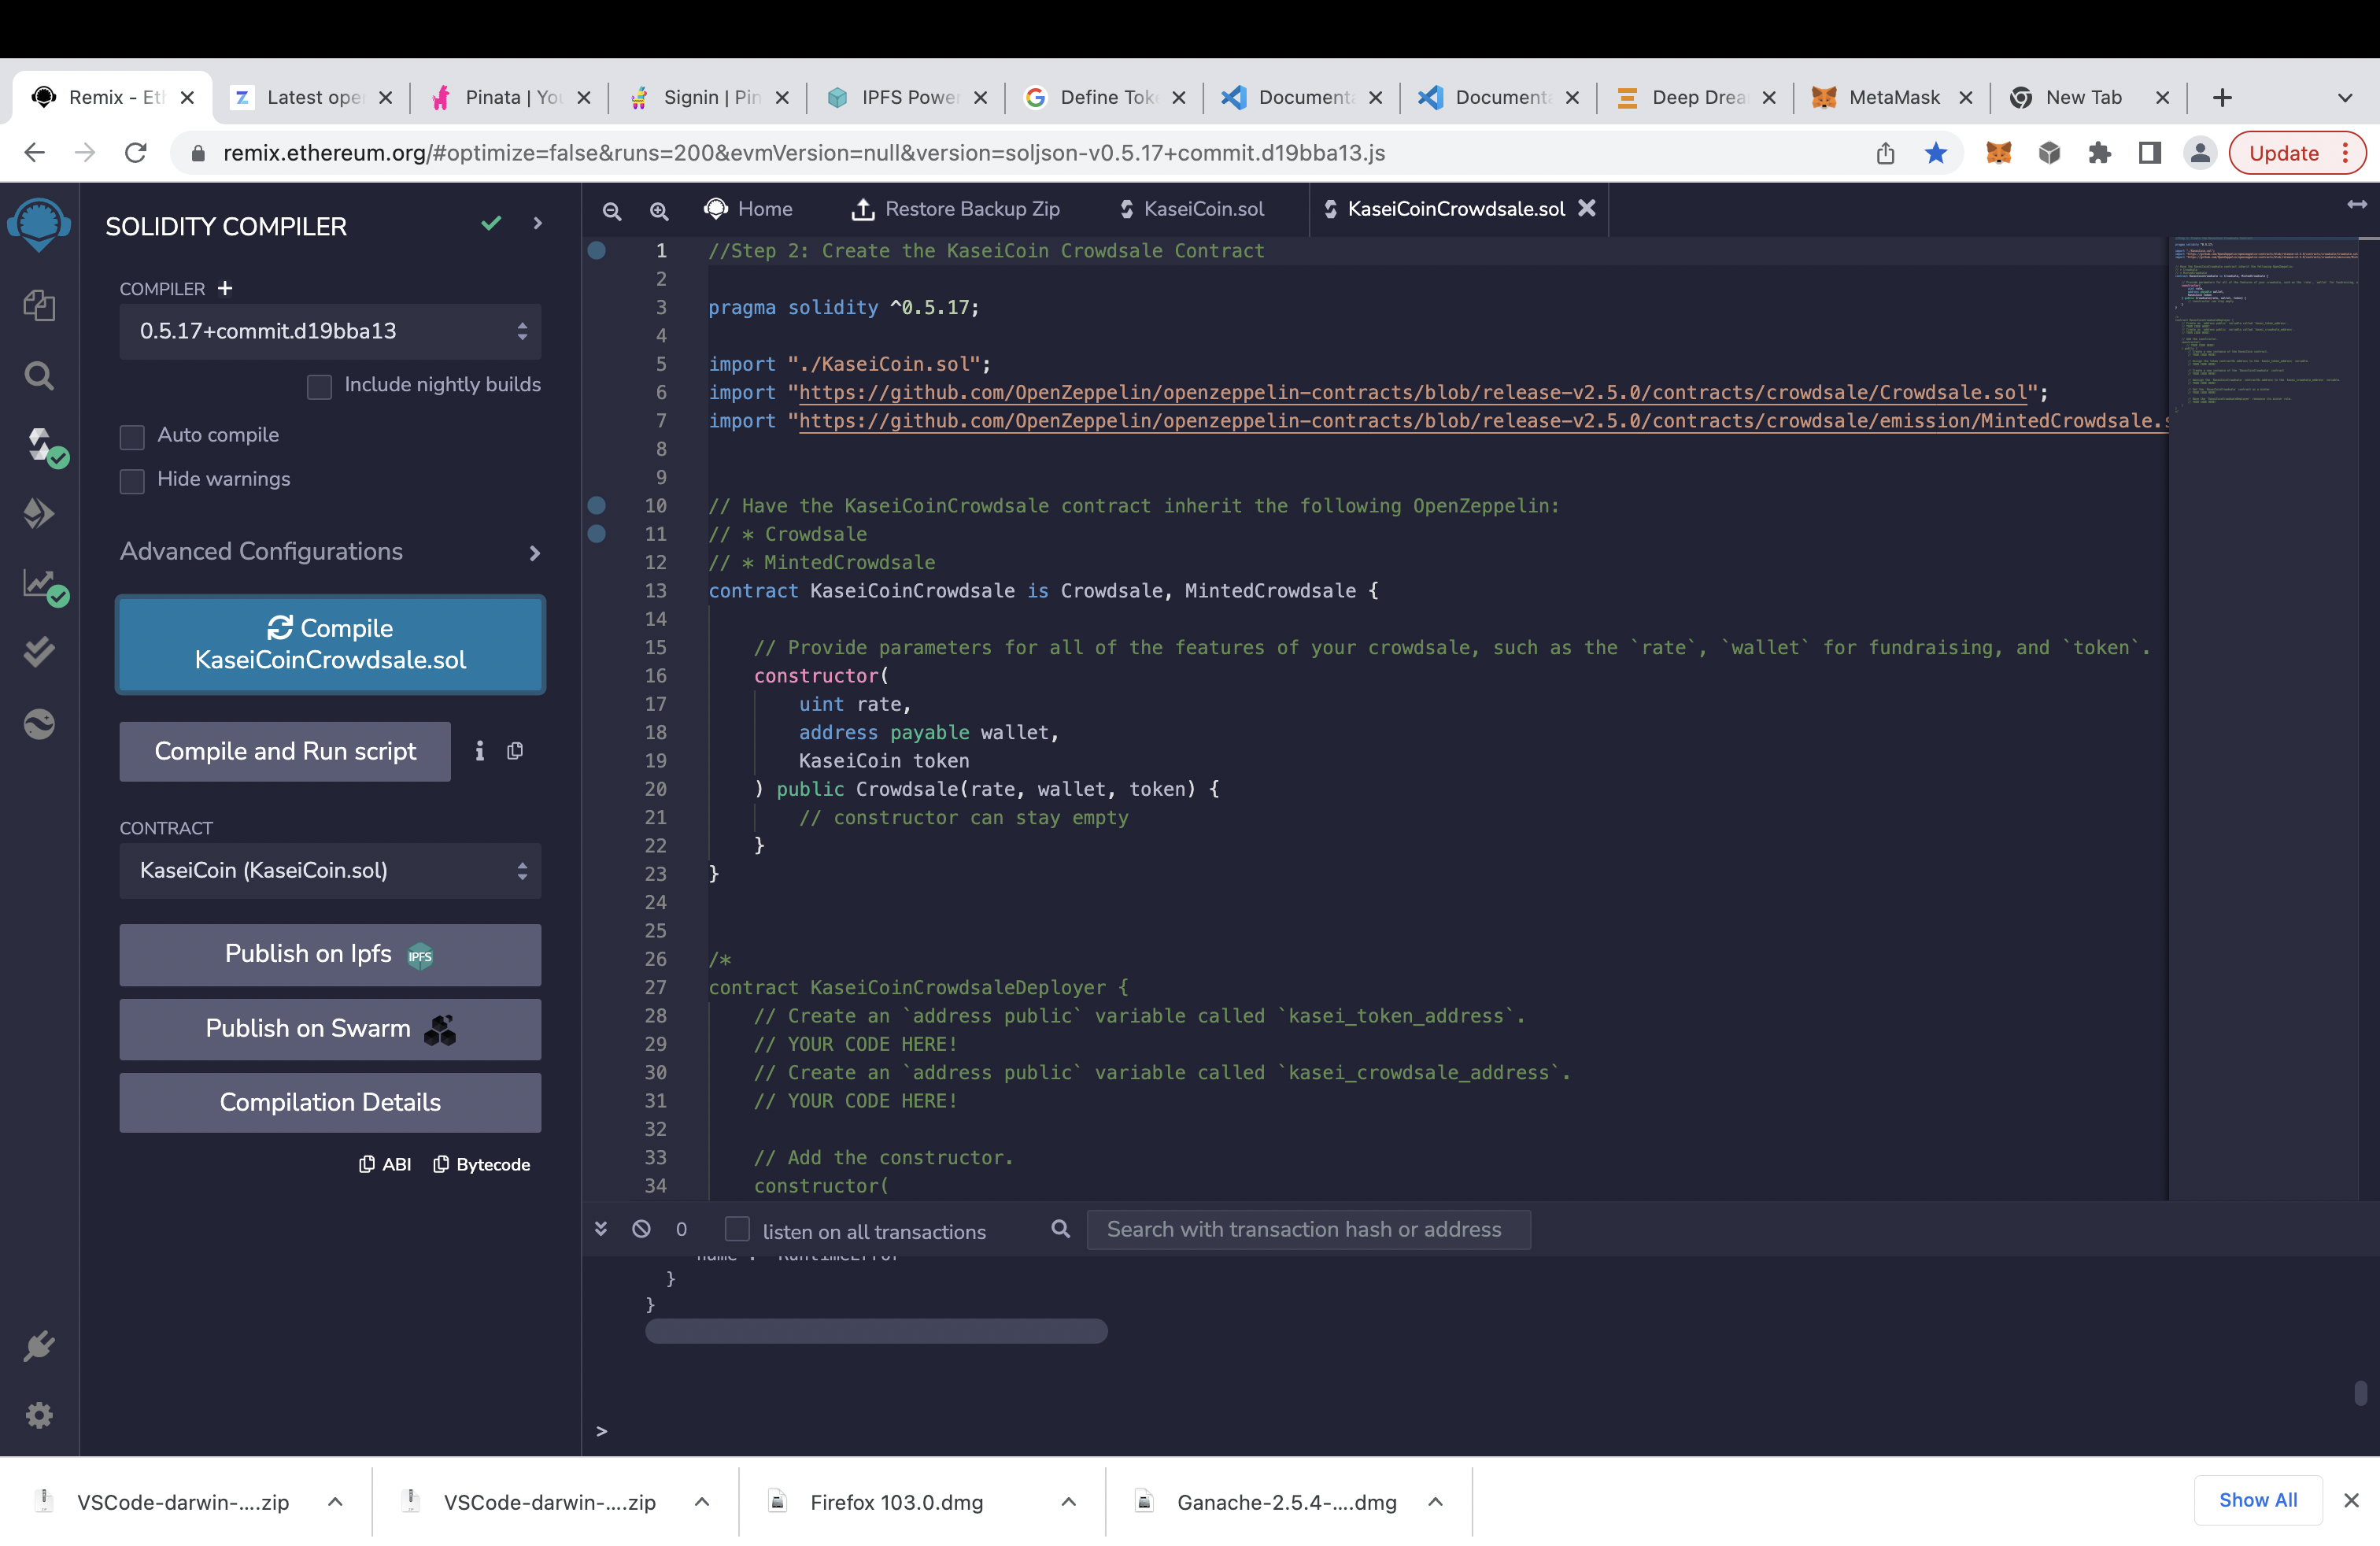 Remix - Eth
Latest ope
Pinata | You
Signin | Pin
IPFS Powe
Define Tok
Documenta
Documenta
Deep Drea
MetaMask
New Tab
remix.ethereum.org/#optimize=false&runs=200&evmVersion=null&version=soljson-v0.5.17+commit.d19bba13.js
Update
SOLIDITY COMPILER
COMPILER +
0.5.17+commit.d19bba13
Include nightly builds
Auto compile
Hide warnings
Advanced Configurations
Compile
KaseiCoinCrowdsale.sol
Compile and Run script
CONTRACT
KaseiCoin (KaseiCoin.sol)
Publish on Ipfs IPFS
Publish on Swarm
Compilation Details
ABI Bytecode
Home Restore Backup Zip KaseiCoin.sol KaseiCoinCrowdsale.sol
1 //Step 2: Create the KaseiCoin Crowdsale Contract
2
3 pragma solidity ^0.5.17;
4
5 import "./KaseiCoin.sol";
6 import "https://github.com/OpenZeppelin/openzeppelin-contracts/blob/release-v2.5.0/contracts/crowdsale/Crowdsale.sol";
7 import "https://github.com/OpenZeppelin/openzeppelin-contracts/blob/release-v2.5.0/contracts/crowdsale/emission/MintedCrowdsale.s
8
9
10 // Have the KaseiCoinCrowdsale contract inherit the following OpenZeppelin:
11 // * Crowdsale
12 // * MintedCrowdsale
13 contract KaseiCoinCrowdsale is Crowdsale, MintedCrowdsale {
14
15 // Provide parameters for all of the features of your crowdsale, such as the `rate`, `wallet` for fundraising, and `token`.
16 constructor(
17 uint rate,
18 address payable wallet,
19 KaseiCoin token
20 ) public Crowdsale(rate, wallet, token) {
21 // constructor can stay empty
22 }
23 }
24
25
26 /*
27 contract KaseiCoinCrowdsaleDeployer {
28 // Create an `address public` variable called `kasei_token_address`.
29 // YOUR CODE HERE!
30 // Create an `address public` variable called `kasei_crowdsale_address`.
31 // YOUR CODE HERE!
32
33 // Add the constructor.
34 constructor(
0 listen on all transactions Search with transaction hash or address
}
}
>
VSCode-darwin-....zip
VSCode-darwin-....zip
Firefox 103.0.dmg
Ganache-2.5.4-....dmg
Show All